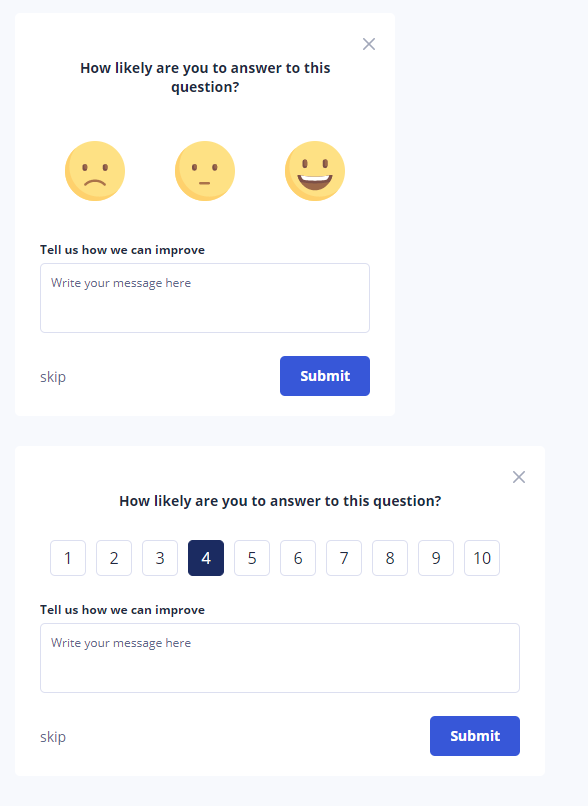 How likely are you to answer to this
question?
Tell us how we can improve
Write your message here
skip
Submit
How likely are you to answer to this question?
1 2 3 4 5 6 7 8 9 10
Tell us how we can improve
Write your message here
skip
Submit